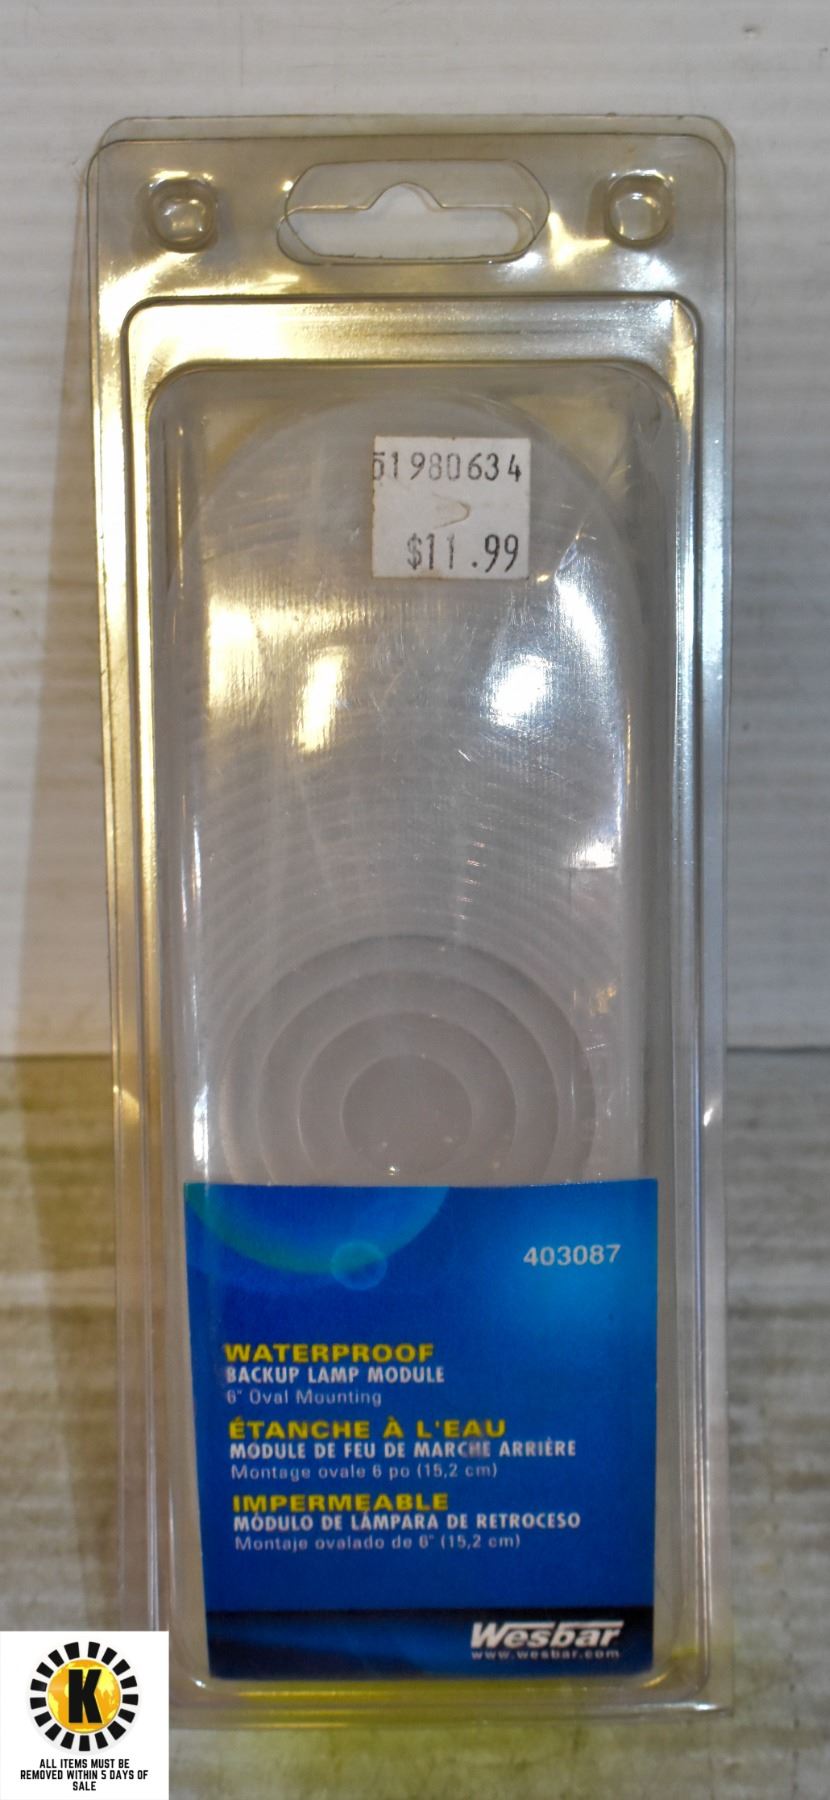 51980634
$11.99
403087
WATERPROOF
BACKUP LAMP MODULE
6" Oval Mounting
ÉTANCHE À L'EAU
MODULE DE FEU DE MARCHE ARRIÈRE
Montage ovale 6 po (15,2 cm)
IMPERMEABLE
MÓDULO DE LÁMPARA DE RETROCESO
Montaje ovalado de 6" (15,2 cm)
Wesbar
www.wesbar.com
K
ALL ITEMS MUST BE
REMOVED WITHIN 5 DAYS OF
SALE